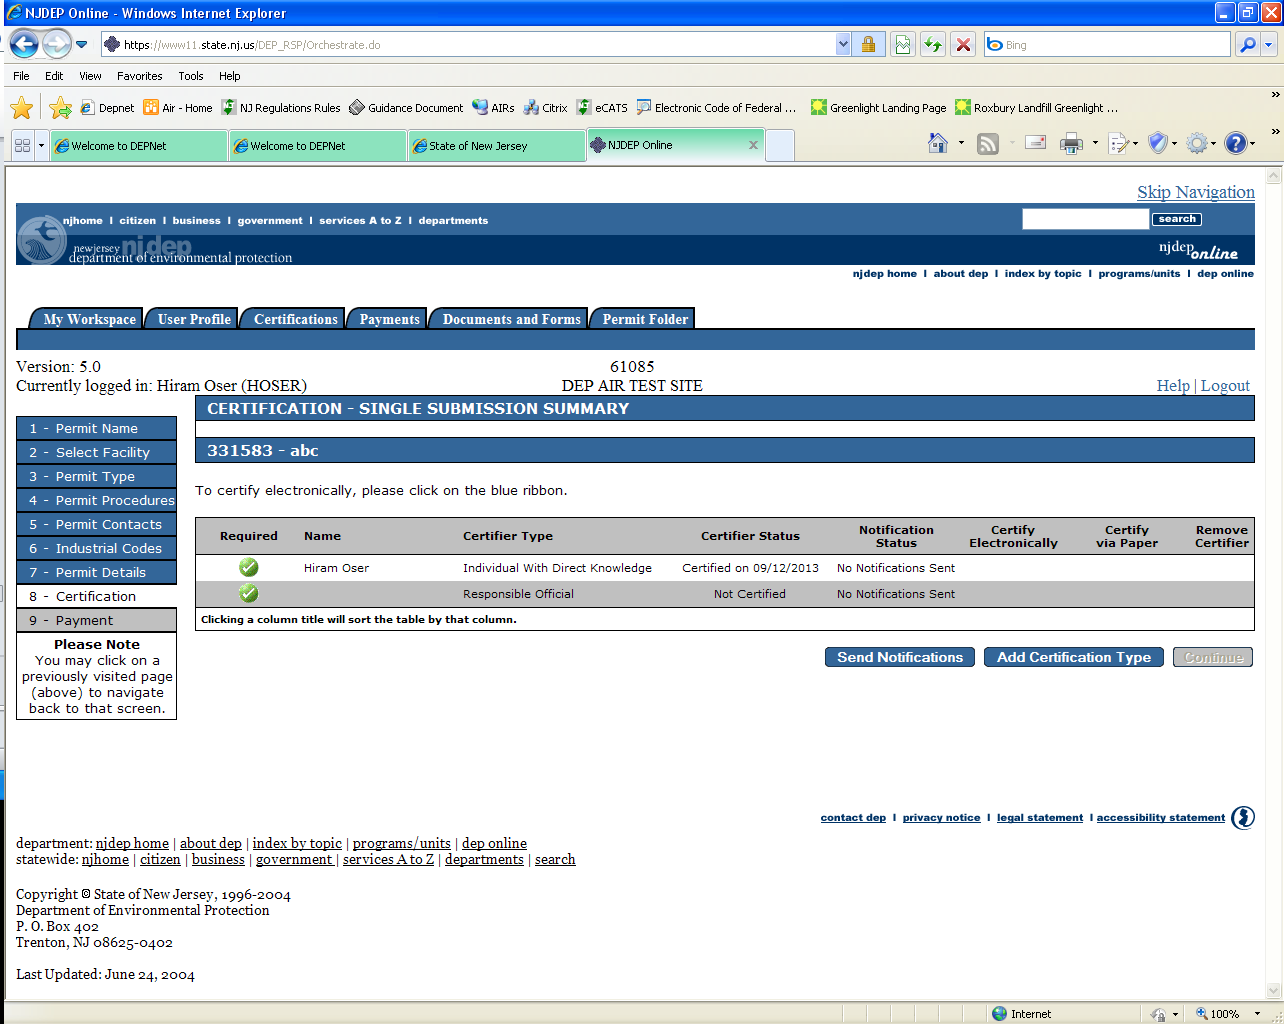 NJDEP Online - Windows Internet Explorer
https://www11.state.nj.us/DEP_RSP/Orchestrate.do
Bing
File Edit View Favorites Tools Help
Depnet Air - Home NJ Regulations Rules Guidance Document AIRs Citrix eCATS Electronic Code of Federal ... Greenlight Landing Page Roxbury Landfill Greenlight ...
Welcome to DEPNet Welcome to DEPNet State of New Jersey NJDEP Online
Skip Navigation
njhome | citizen | business | government | services A to Z | departments
search
newjersey njdep
department of environmental protection
njdep online
njdep home | about dep | index by topic | programs/units | dep online
My Workspace User Profile Certifications Payments Documents and Forms Permit Folder
Version: 5.0 61085
Currently logged in: Hiram Oser (HOSER) DEP AIR TEST SITE Help | Logout
CERTIFICATION - SINGLE SUBMISSION SUMMARY
331583 - abc
1 - Permit Name
2 - Select Facility
3 - Permit Type
4 - Permit Procedures
5 - Permit Contacts
6 - Industrial Codes
7 - Permit Details
8 - Certification
9 - Payment
Please Note
You may click on a
previously visited page
(above) to navigate
back to that screen.
To certify electronically, please click on the blue ribbon.
Required Name Certifier Type Certifier Status Notification Status Certify Electronically Certify via Paper Remove Certifier
Hiram Oser Individual With Direct Knowledge Certified on 09/12/2013 No Notifications Sent
Responsible Official Not Certified No Notifications Sent
Clicking a column title will sort the table by that column.
Send Notifications Add Certification Type Continue
contact dep | privacy notice | legal statement | accessibility statement
department: njdep home | about dep | index by topic | programs/units | dep online
statewide: njhome | citizen | business | government | services A to Z | departments | search
Copyright © State of New Jersey, 1996-2004
Department of Environmental Protection
P. O. Box 402
Trenton, NJ 08625-0402
Last Updated: June 24, 2004
Internet 100%